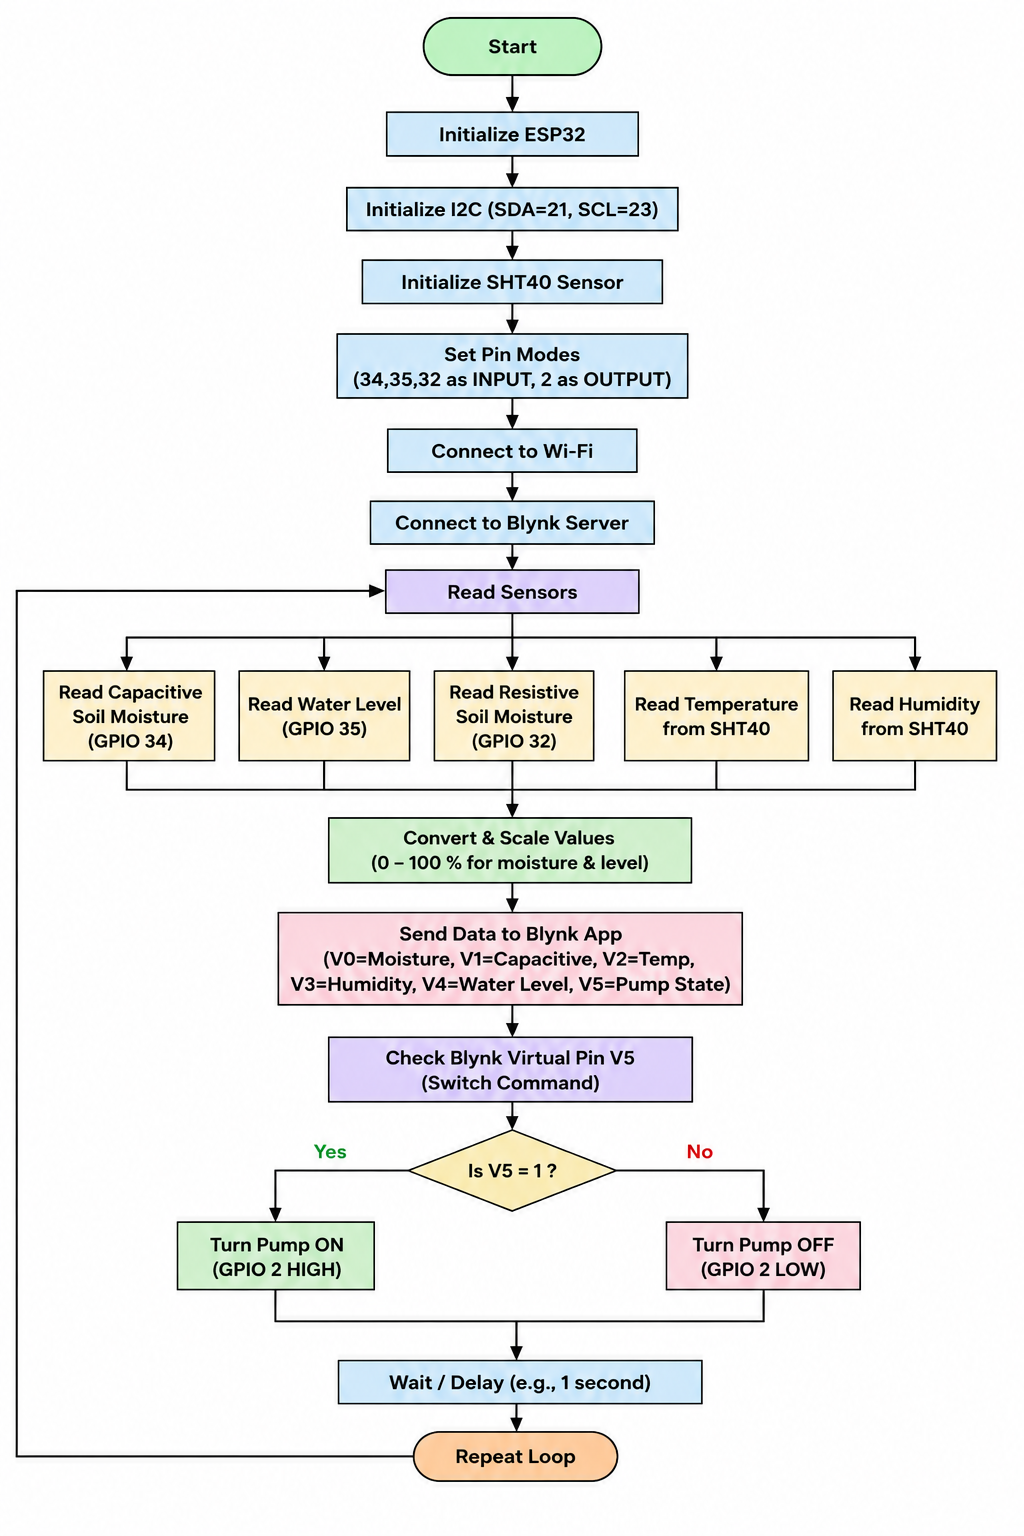 Start
Initialize ESP32
Initialize I2C (SDA=21, SCL=23)
Initialize SHT40 Sensor
Set Pin Modes
(34,35,32 as INPUT, 2 as OUTPUT)
Connect to Wi-Fi
Connect to Blynk Server
Read Sensors
Read Capacitive
Soil Moisture
(GPIO 34)
Read Water Level
(GPIO 35)
Read Resistive
Soil Moisture
(GPIO 32)
Read Temperature
from SHT40
Read Humidity
from SHT40
Convert & Scale Values
(0 – 100 % for moisture & level)
Send Data to Blynk App
(V0=Moisture, V1=Capacitive, V2=Temp,
V3=Humidity, V4=Water Level, V5=Pump State)
Check Blynk Virtual Pin V5
(Switch Command)
Is V5 = 1 ?
Yes
No
Turn Pump ON
(GPIO 2 HIGH)
Turn Pump OFF
(GPIO 2 LOW)
Wait / Delay (e.g., 1 second)
Repeat Loop